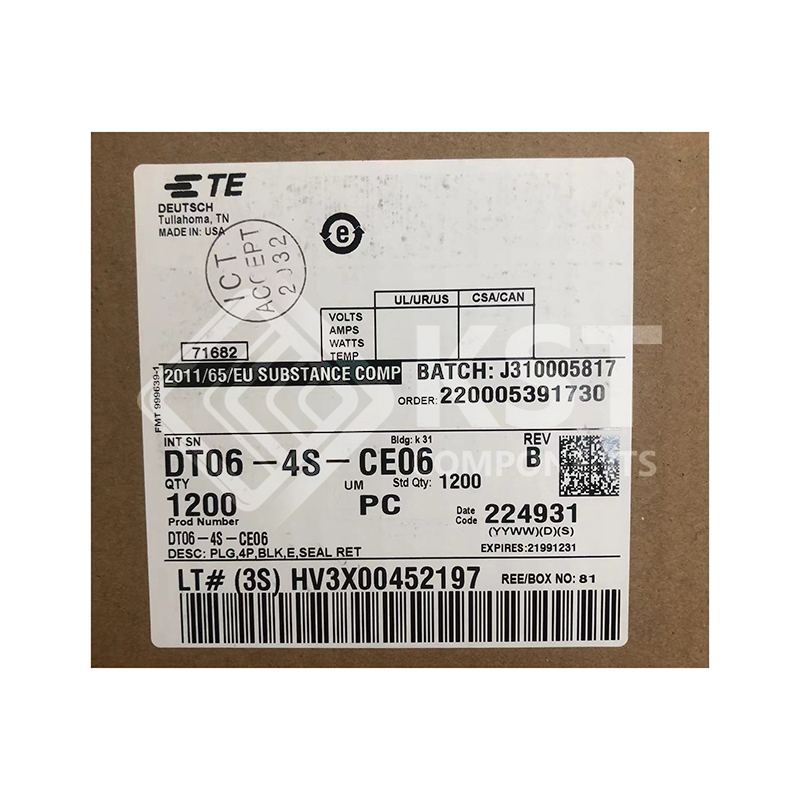 TE
DEUTSCH
Tullahoma, TN
MADE IN: USA
e
ICT
ACCEPT
2J32
UL/UR/US CSA/CAN
VOLTS
AMPS
WATTS
TEMP
71682
2011/65/EU SUBSTANCE COMP
BATCH: J310005817
ORDER: 220005391730
FMT 999639-1
KST
COMPONENTS
INT SN Bldg: k 31 REV
DT06-4S-CE06 B
QTY UM Std Qty: 1200
1200 PC Date Code 224931
(YYWW)(D)(S)
Prod Number
DT06-4S-CE06
EXPIRES:21991231
DESC: PLG,4P,BLK,E,SEAL RET
LT# (3S) HV3X00452197 REE/BOX NO: 81